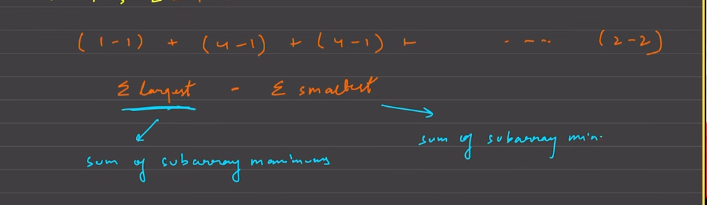 (1-1) + (4-1) + (4-1) + ---- (2-2)
Σ largest - Σ smallest
sum of subarray min.
sum of subarray maximums